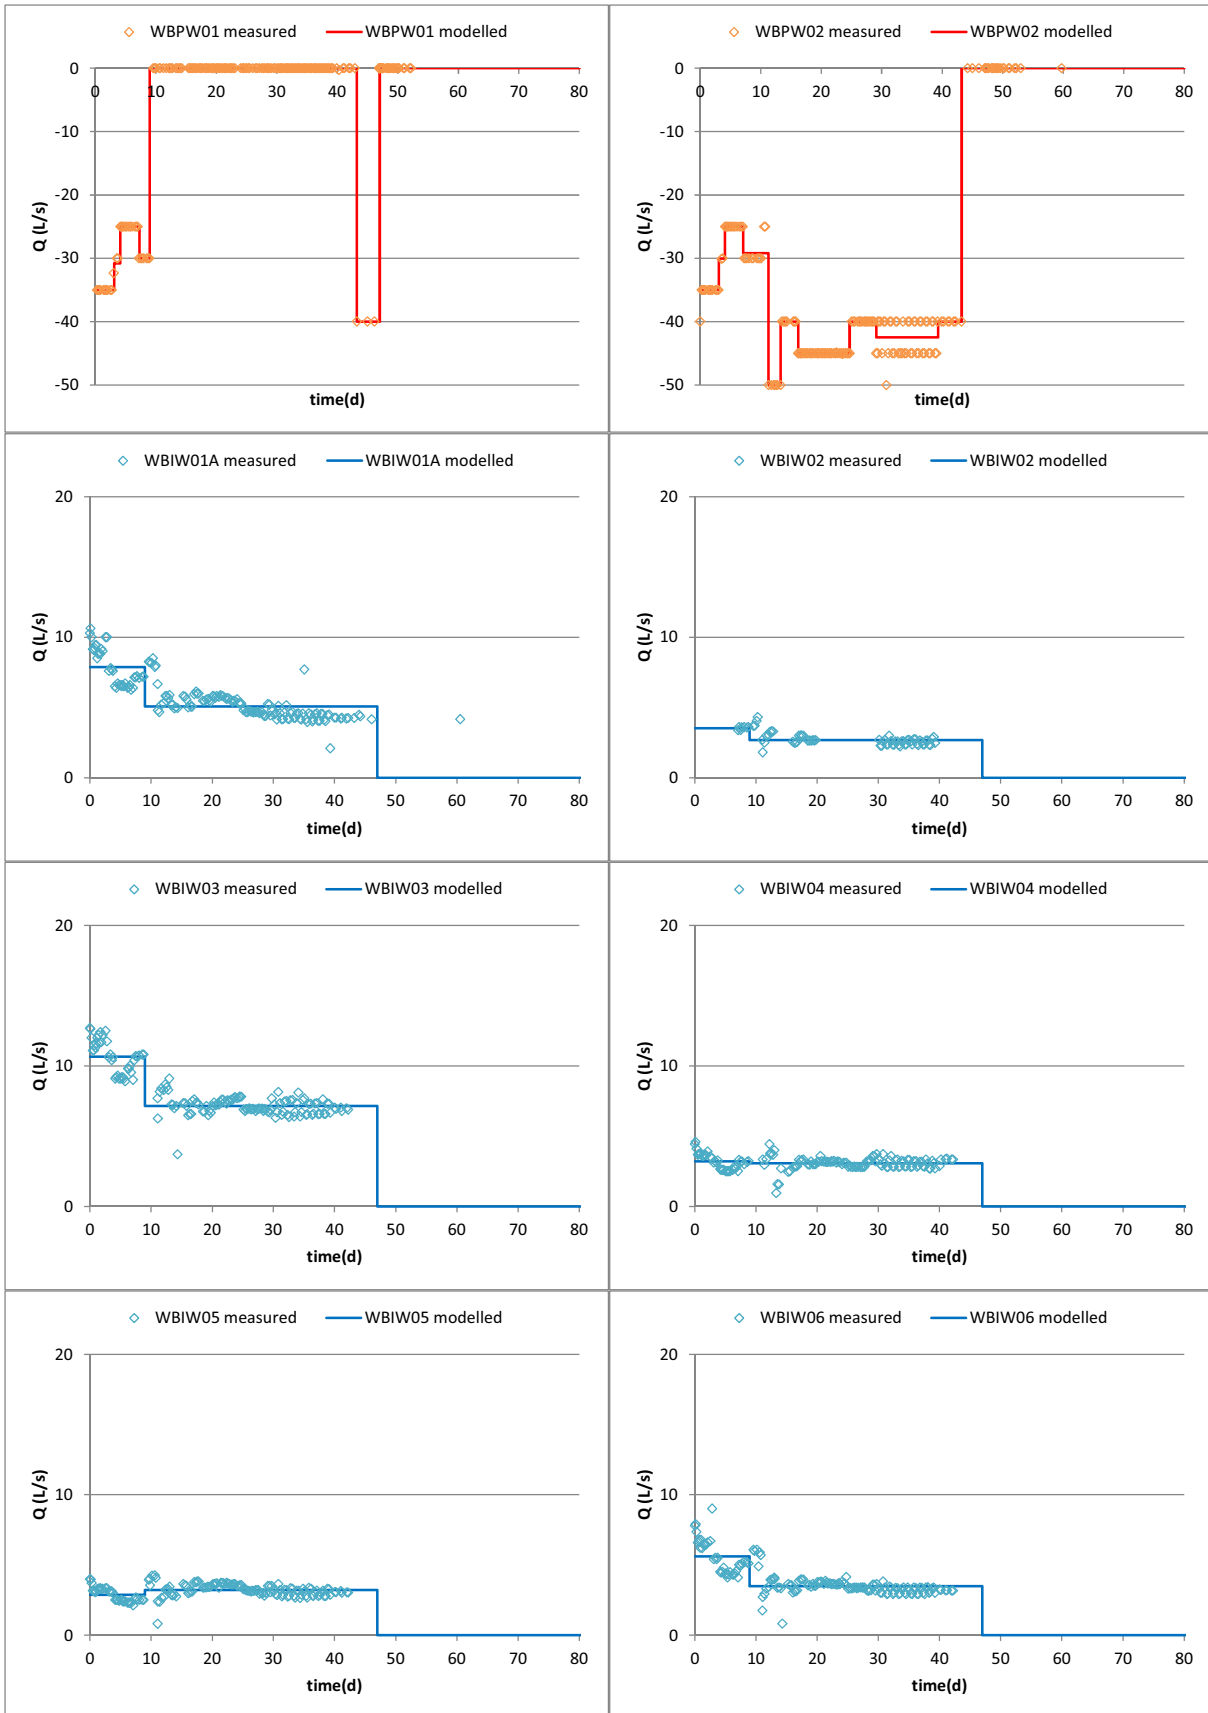 WBPW01 measured WBPW01 modelled
0
0 10 20 30 40 50 60 70 80
-10
-20
-30
-40
-50
Q (L/s)
time(d)
WBPW02 measured WBPW02 modelled
0
0 10 20 30 40 50 60 70 80
-10
-20
-30
-40
-50
Q (L/s)
time(d)
WBIW01A measured WBIW01A modelled
20
10
0
Q (L/s)
0 10 20 30 40 50 60 70 80
time(d)
WBIW02 measured WBIW02 modelled
20
10
0
Q (L/s)
0 10 20 30 40 50 60 70 80
time(d)
WBIW03 measured WBIW03 modelled
20
10
0
Q (L/s)
0 10 20 30 40 50 60 70 80
time(d)
WBIW04 measured WBIW04 modelled
20
10
0
Q (L/s)
0 10 20 30 40 50 60 70 80
time(d)
WBIW05 measured WBIW05 modelled
20
10
0
Q (L/s)
0 10 20 30 40 50 60 70 80
time(d)
WBIW06 measured WBIW06 modelled
20
10
0
Q (L/s)
0 10 20 30 40 50 60 70 80
time(d)